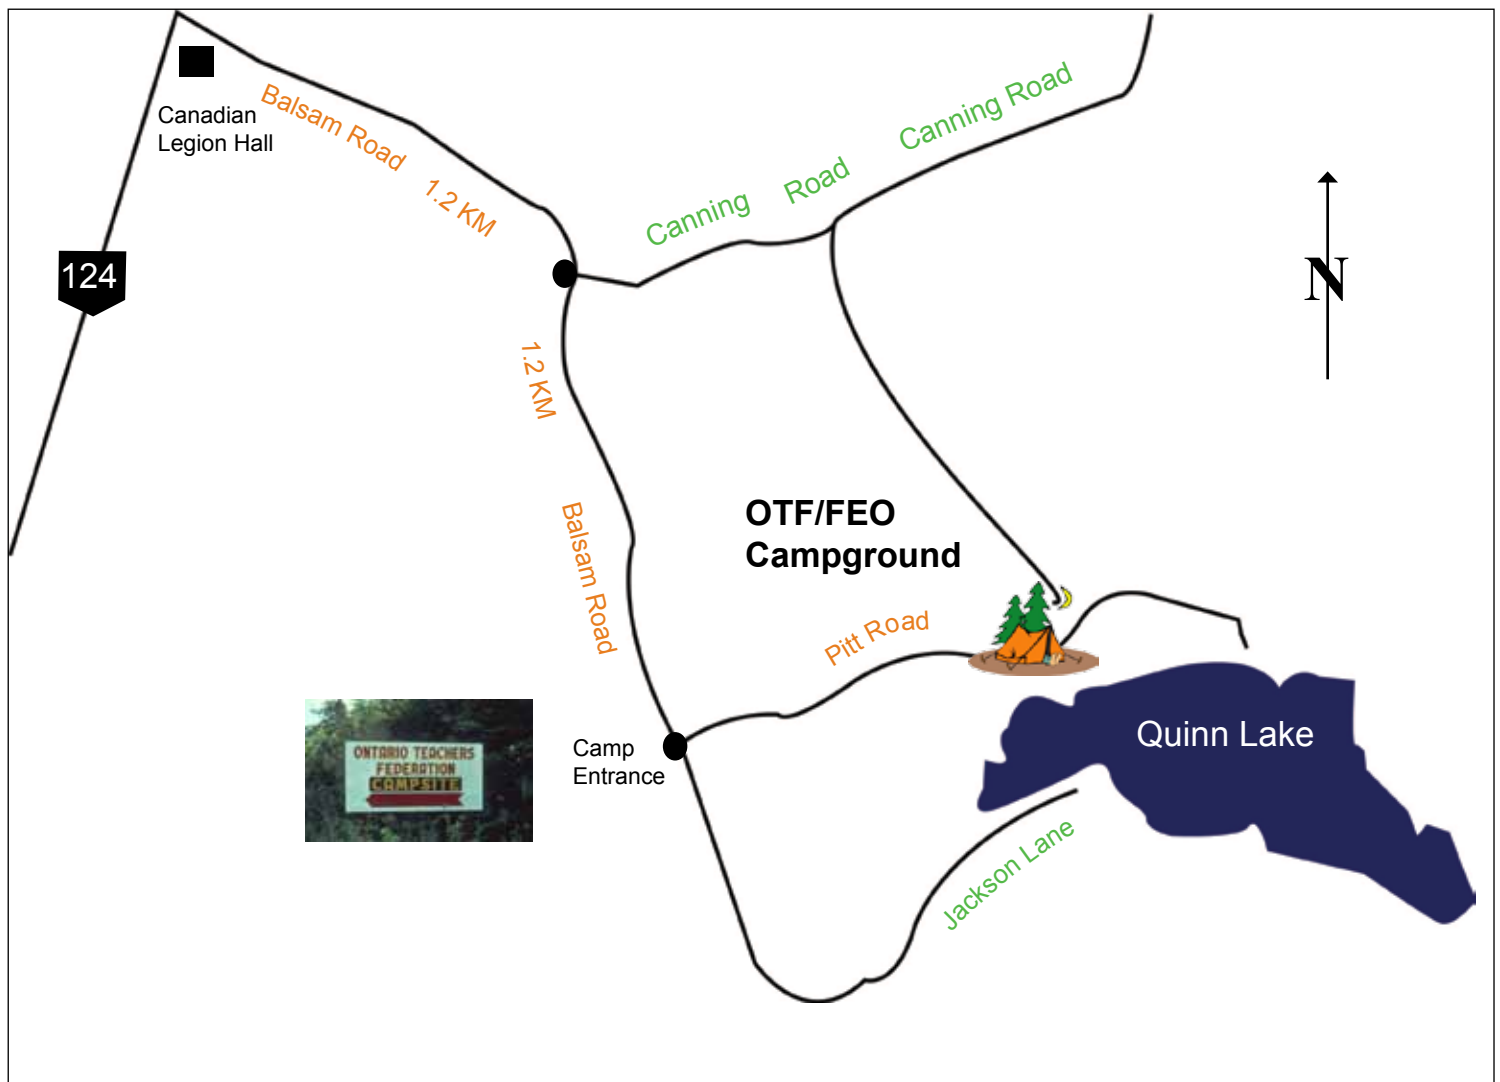 Canadian
Legion Hall
Balsam Road 1.2 KM
Canning Road
Canning Road
124
N
1.2 KM
Balsam Road
OTF/FEO
Campground
Pitt Road
ONTARIO TEACHERS
FEDERATION
CAMPSITE
Camp
Entrance
Quinn Lake
Jackson Lane